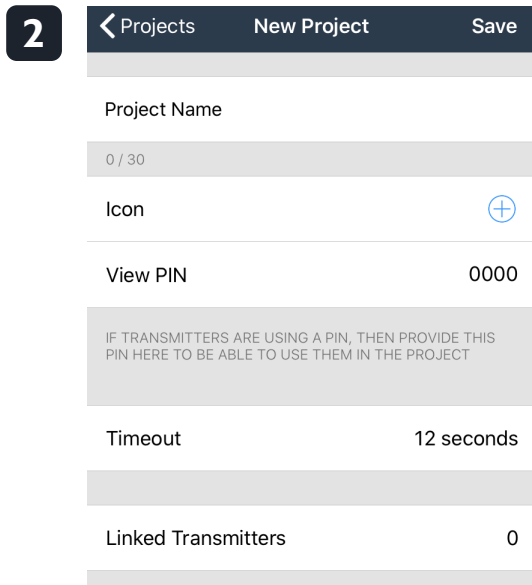 2
Projects New Project Save
Project Name
0 / 30
Icon
View PIN 0000
IF TRANSMITTERS ARE USING A PIN, THEN PROVIDE THIS
PIN HERE TO BE ABLE TO USE THEM IN THE PROJECT
Timeout 12 seconds
Linked Transmitters 0